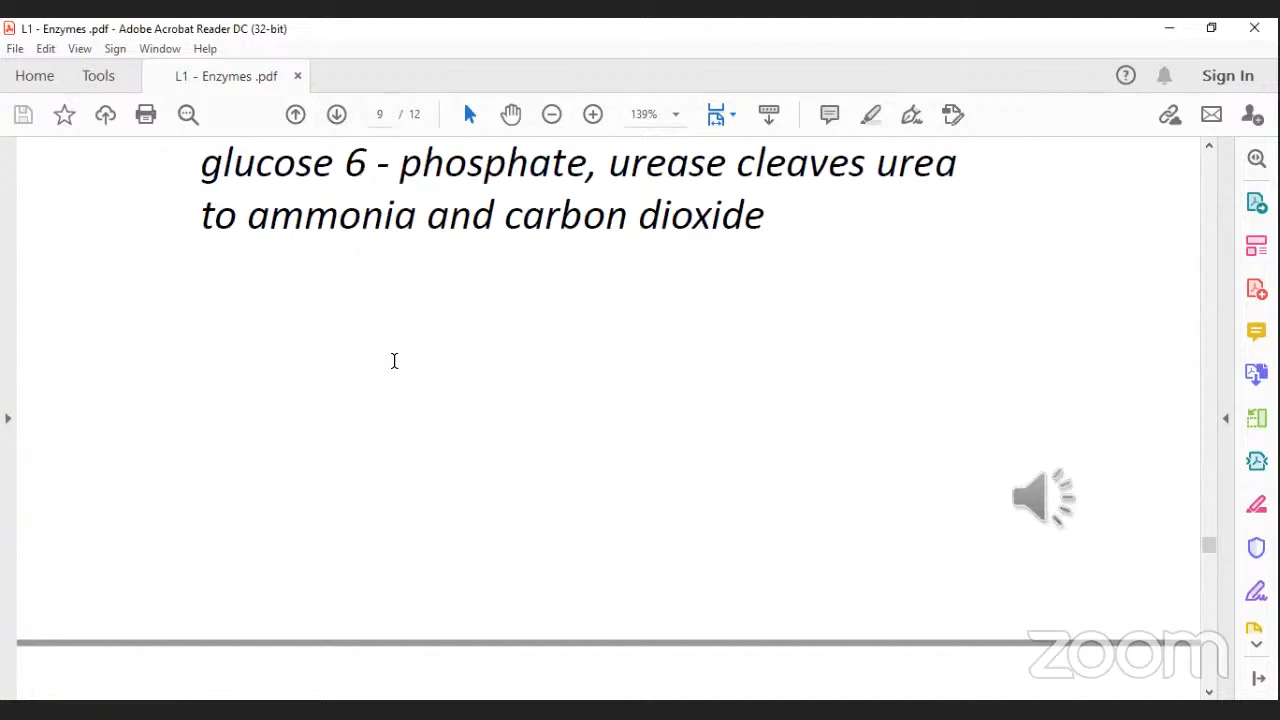 L1 - Enzymes .pdf - Adobe Acrobat Reader DC (32-bit)
File Edit View Sign Window Help
Home Tools L1 - Enzymes .pdf × Sign In
9 / 12 139%
glucose 6 - phosphate, urease cleaves urea
to ammonia and carbon dioxide
zoom